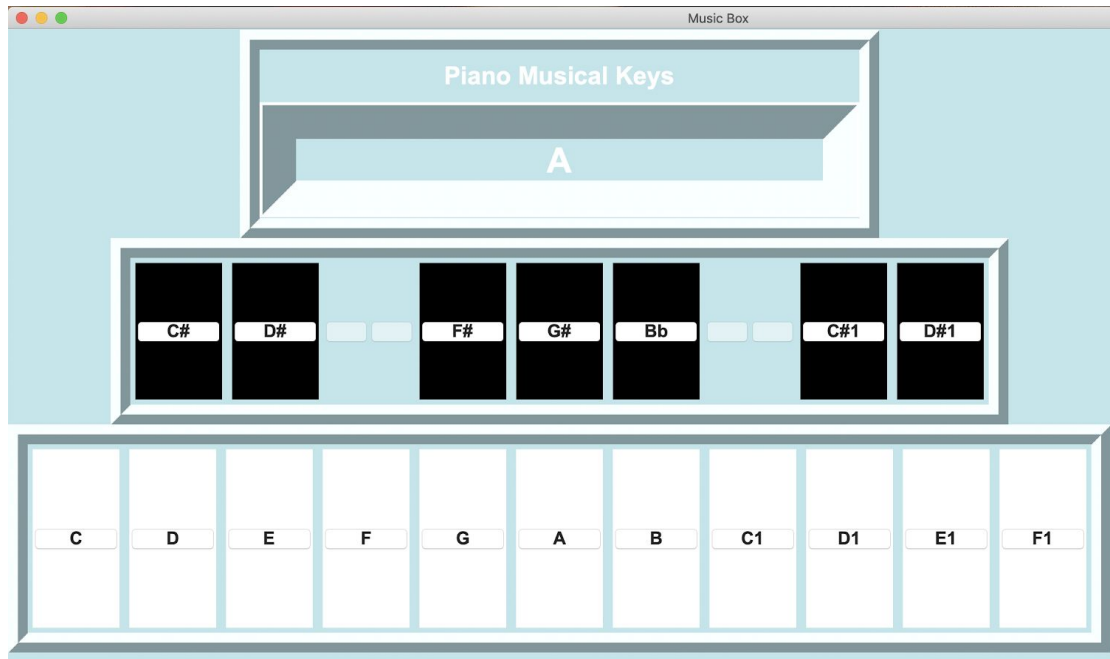 Music Box
Piano Musical Keys
A
C# D# F# G# Bb C#1 D#1
C D E F G A B C1 D1 E1 F1